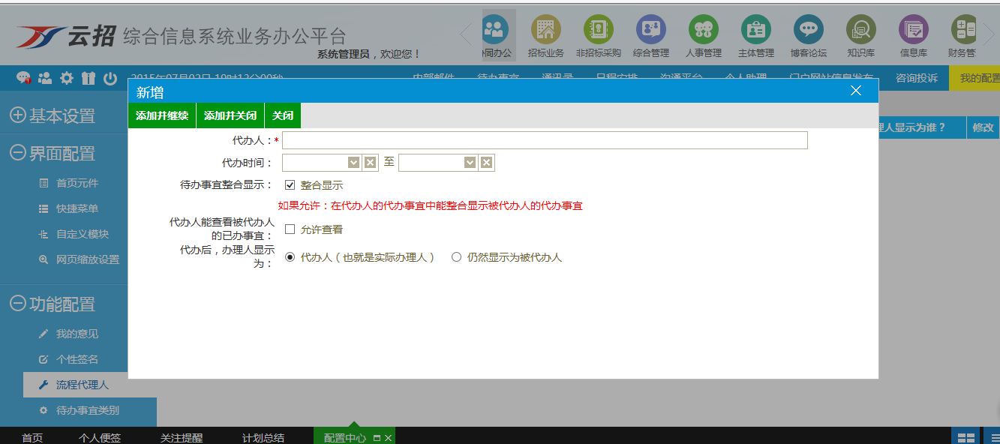 云招 综合信息系统业务办公平台
系统管理员，欢迎您！
协同办公 招标业务 非招标采购 综合管理 人事管理 主体管理 博客论坛 知识库 信息库 财务管
2015年07月02日 10时13分00秒 内部邮件 待办事宜 通讯录 日程安排 沟通平台 个人助理 门户网站信息发布 咨询投诉 我的配置
新增
添加并继续 添加并关闭 关闭
代办人：*
代办时间： 至
待办事宜整合显示： 整合显示
如果允许：在代办人的代办事宜中能整合显示被代办人的代办事宜
代办人能查看被代办人的已办事宜： 允许查看
代办后，办理人显示为： 代办人（也就是实际办理人） 仍然显示为被代办人
理人显示为谁？ 修改
基本设置
界面配置
首页元件
快捷菜单
自定义模块
网页缩放设置
功能配置
我的意见
个性签名
流程代理人
待办事宜类别
首页 个人便签 关注提醒 计划总结 配置中心